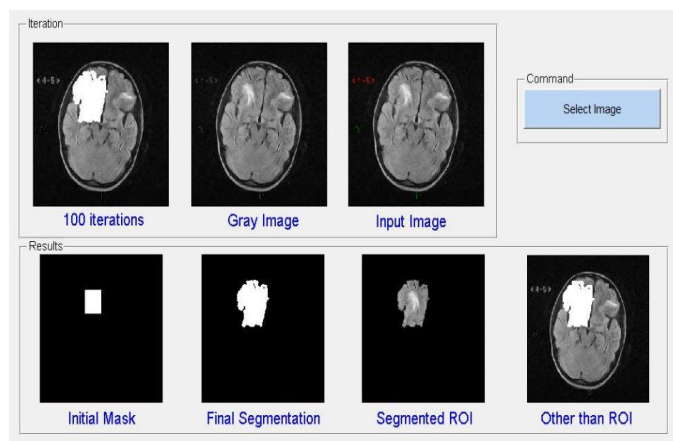 Iteration
100 iterations
Gray Image
Input Image
Command
Select Image
Results
Initial Mask
Final Segmentation
Segmented ROI
Other than ROI